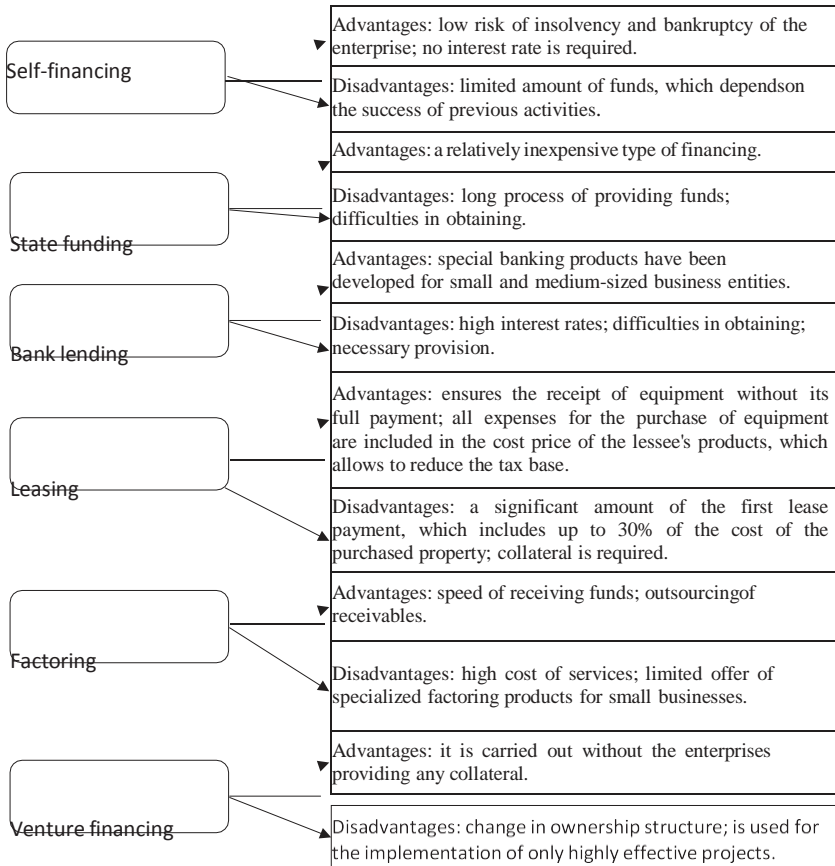 Self-financing
Advantages: low risk of insolvency and bankruptcy of the
enterprise; no interest rate is required.
Disadvantages: limited amount of funds, which dependson
the success of previous activities.
State funding
Advantages: a relatively inexpensive type of financing.
Disadvantages: long process of providing funds;
difficulties in obtaining.
Bank lending
Advantages: special banking products have been
developed for small and medium-sized business entities.
Disadvantages: high interest rates; difficulties in obtaining;
necessary provision.
Leasing
Advantages: ensures the receipt of equipment without its
full payment; all expenses for the purchase of equipment
are included in the cost price of the lessee's products, which
allows to reduce the tax base.
Disadvantages: a significant amount of the first lease
payment, which includes up to 30% of the cost of the
purchased property; collateral is required.
Factoring
Advantages: speed of receiving funds; outsourcingof
receivables.
Disadvantages: high cost of services; limited offer of
specialized factoring products for small businesses.
Venture financing
Advantages: it is carried out without the enterprises
providing any collateral.
Disadvantages: change in ownership structure; is used for
the implementation of only highly effective projects.